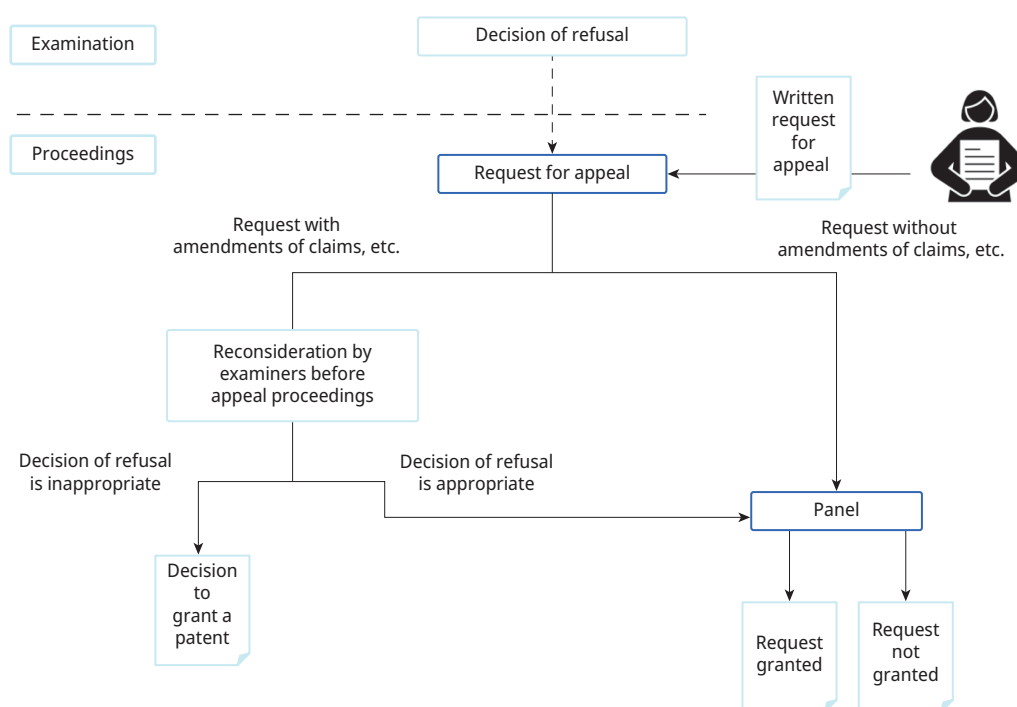 Examination
Decision of refusal
Written
request
for
appeal
Proceedings
Request for appeal
Request with
amendments of claims, etc.
Request without
amendments of claims, etc.
Reconsideration by
examiners before
appeal proceedings
Decision of refusal
is inappropriate
Decision of refusal
is appropriate
Panel
Decision
to
grant a
patent
Request
granted
Request
not
granted